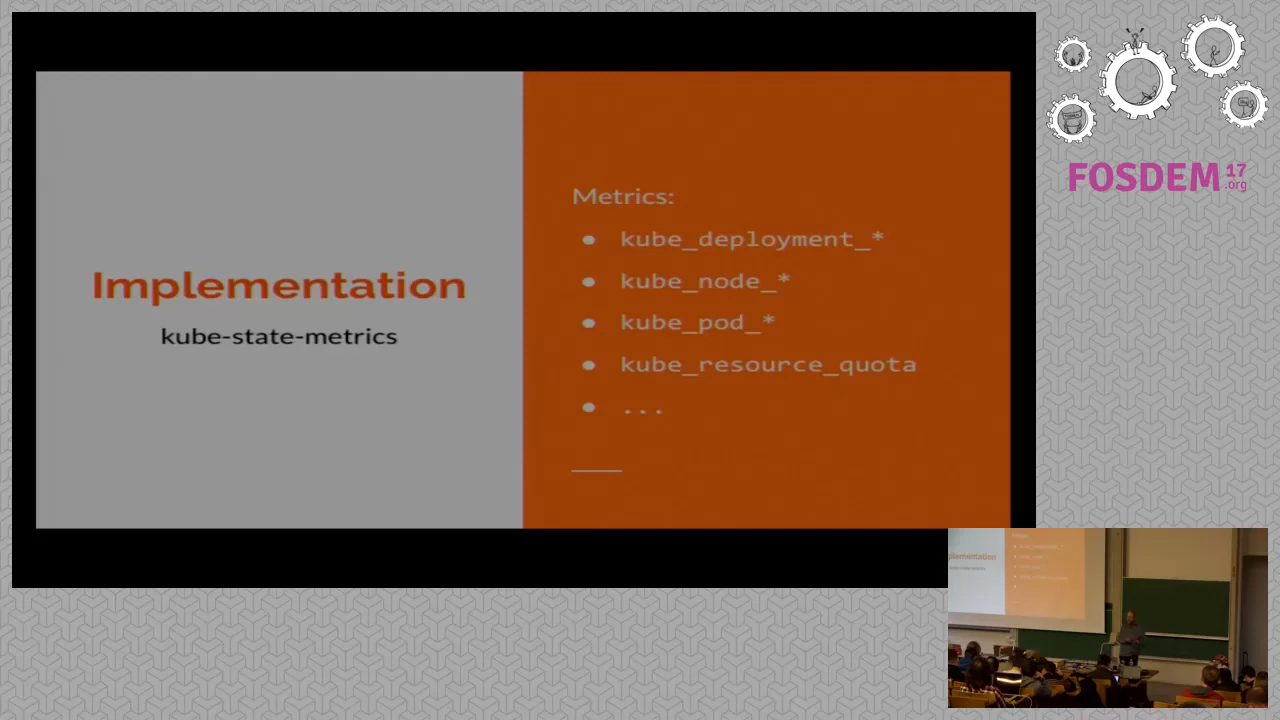 Implementation
kube-state-metrics
Metrics:
● kube_deployment_*
● kube_node_*
● kube_pod_*
● kube_resource_quota
● ...
FOSDEM 17
.org